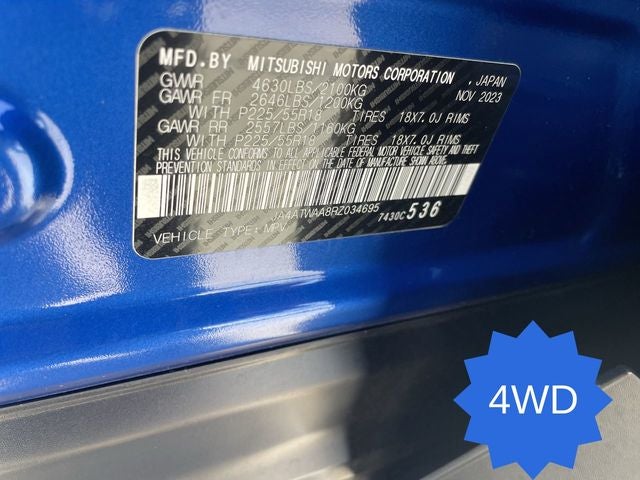 MFD.BY MITSUBISHI MOTORS CORPORATION , JAPAN
GVWR 4630LBS/2100KG NOV 2023
GAWR FR 2646LBS/1200KG
WITH P225/55R18 TIRES 18X7.0J RIMS
GAWR RR 2557LBS/1160KG
WITH P225/55R18 TIRES 18X7.0J RIMS
THIS VEHICLE CONFORMS TO ALL APPLICABLE FEDERAL MOTOR VEHICLE SAFETY AND THEFT
PREVENTION STANDARDS IN EFFECT ON THE DATE OF MANUFACTURE SHOWN ABOVE.
JA4ATWAA8RZ034695 7430C 536
VEHICLE TYPE: MPV
4WD